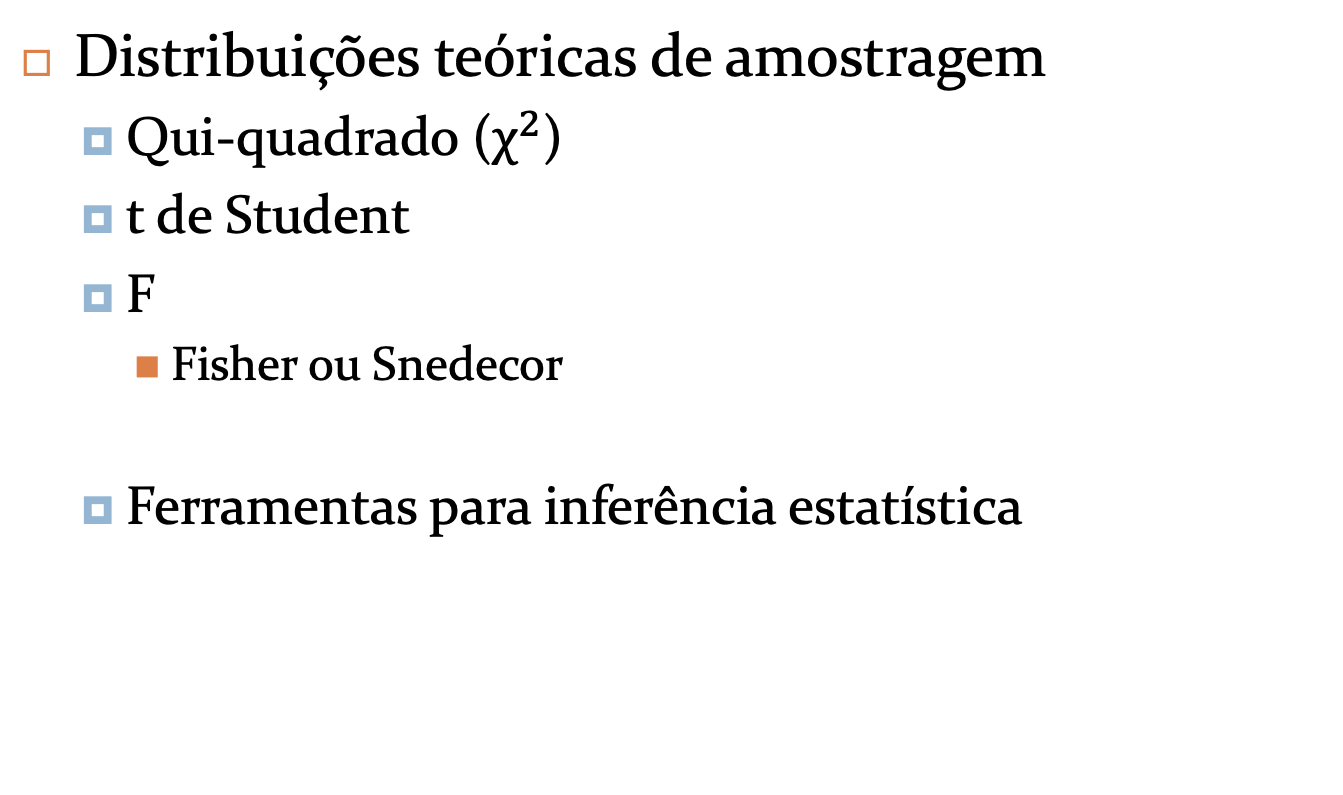 Distribuições teóricas de amostragem
Qui-quadrado (χ²)
t de Student
F
Fisher ou Snedecor
Ferramentas para inferência estatística